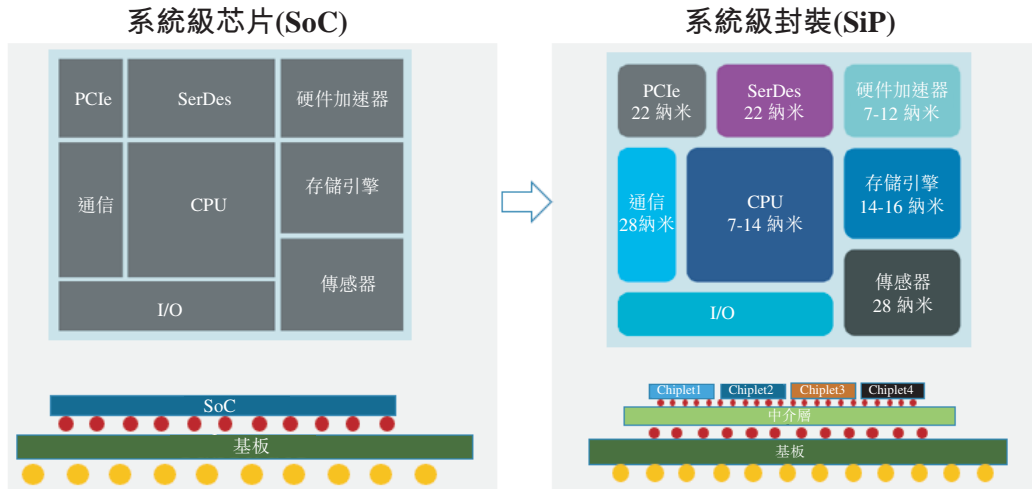 系統級芯片(SoC)
PCIe
SerDes
硬件加速器
通信
CPU
存儲引擎
傳感器
I/O
SoC
基板
系統級封裝(SiP)
PCIe
22 納米
SerDes
22 納米
硬件加速器
7-12 納米
通信
28納米
CPU
7-14 納米
存儲引擎
14-16 納米
傳感器
28 納米
I/O
Chiplet1
Chiplet2
Chiplet3
Chiplet4
中介層
基板